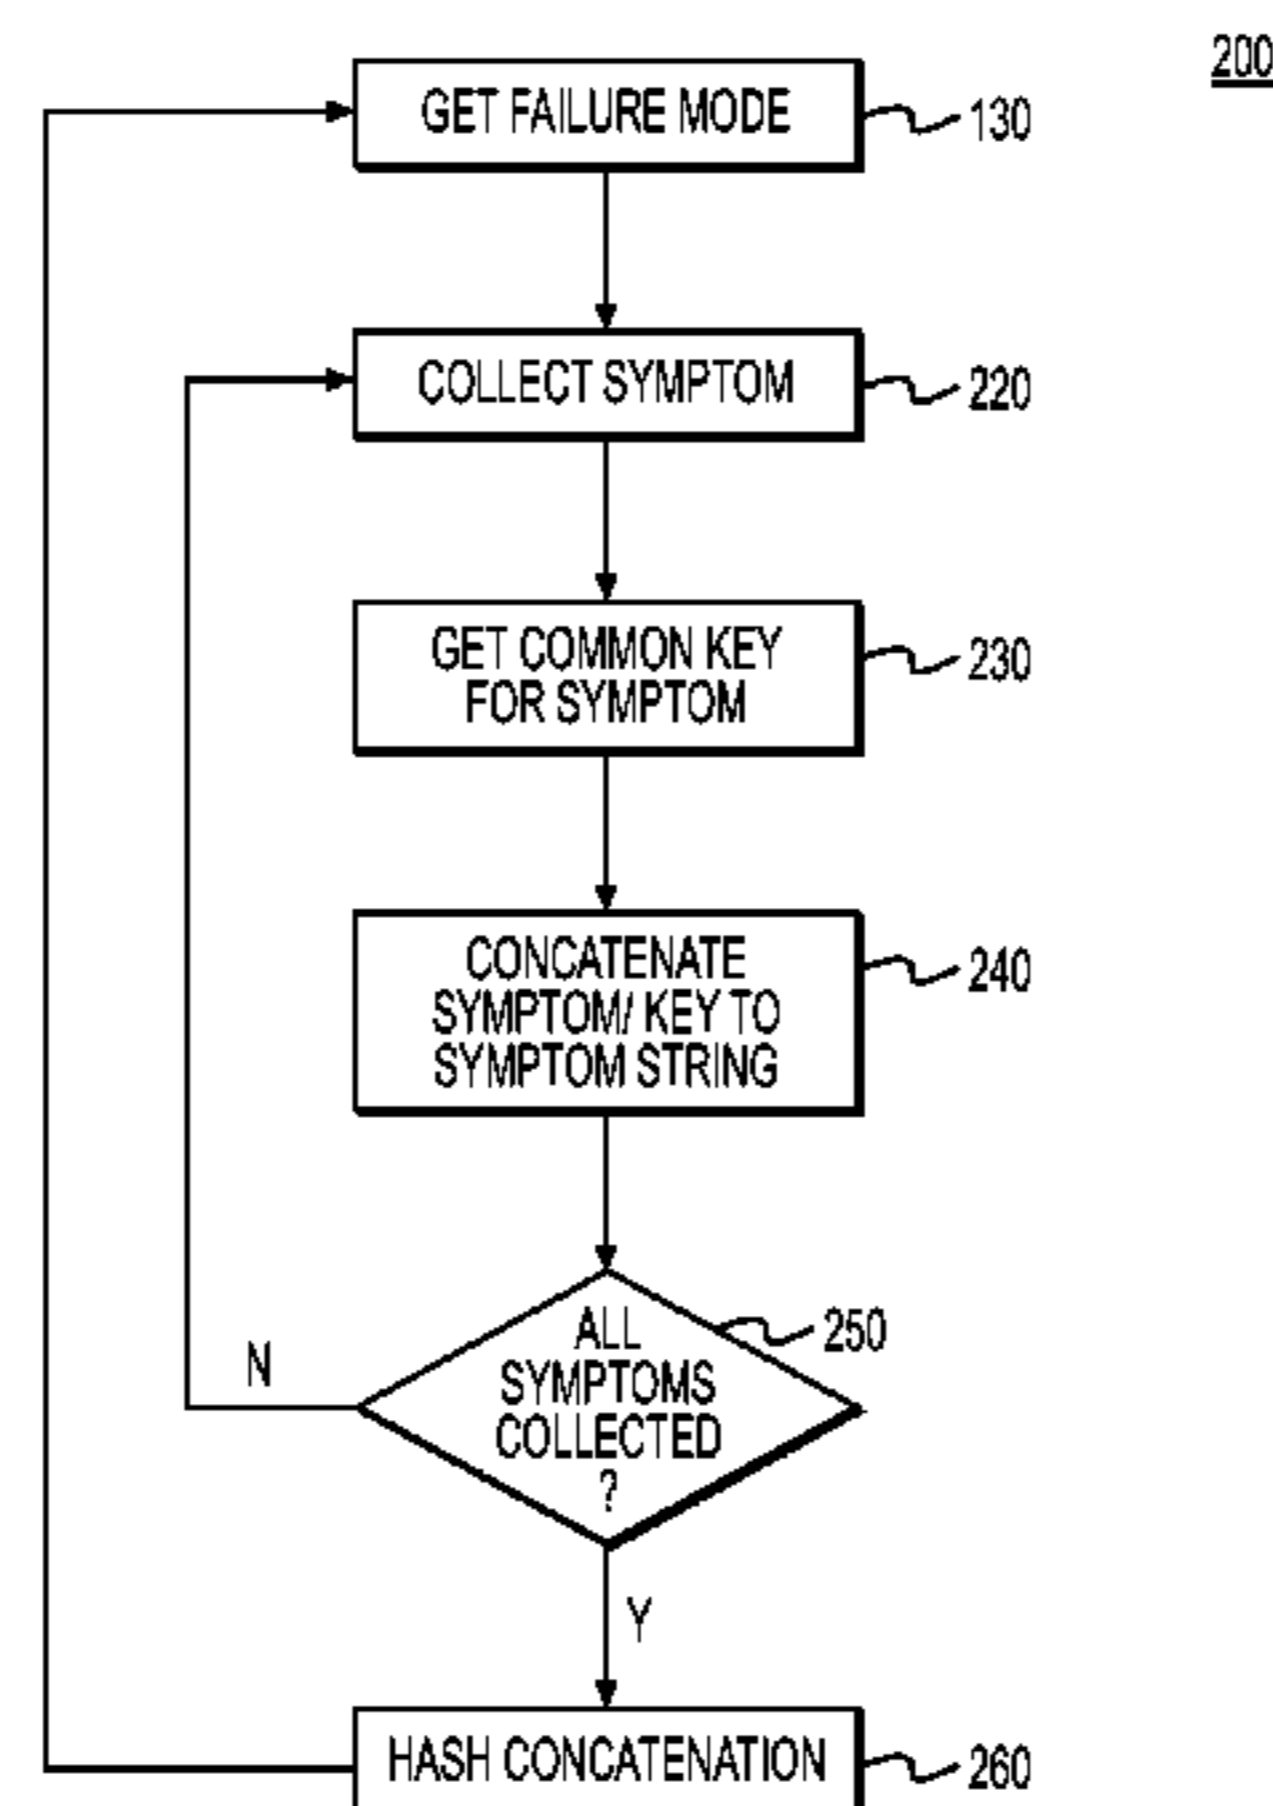 200
GET FAILURE MODE
130
COLLECT SYMPTOM
220
GET COMMON KEY
FOR SYMPTOM
230
CONCATENATE
SYMPTOM/ KEY TO
SYMPTOM STRING
240
ALL
SYMPTOMS
COLLECTED
?
250
N
Y
HASH CONCATENATION
260